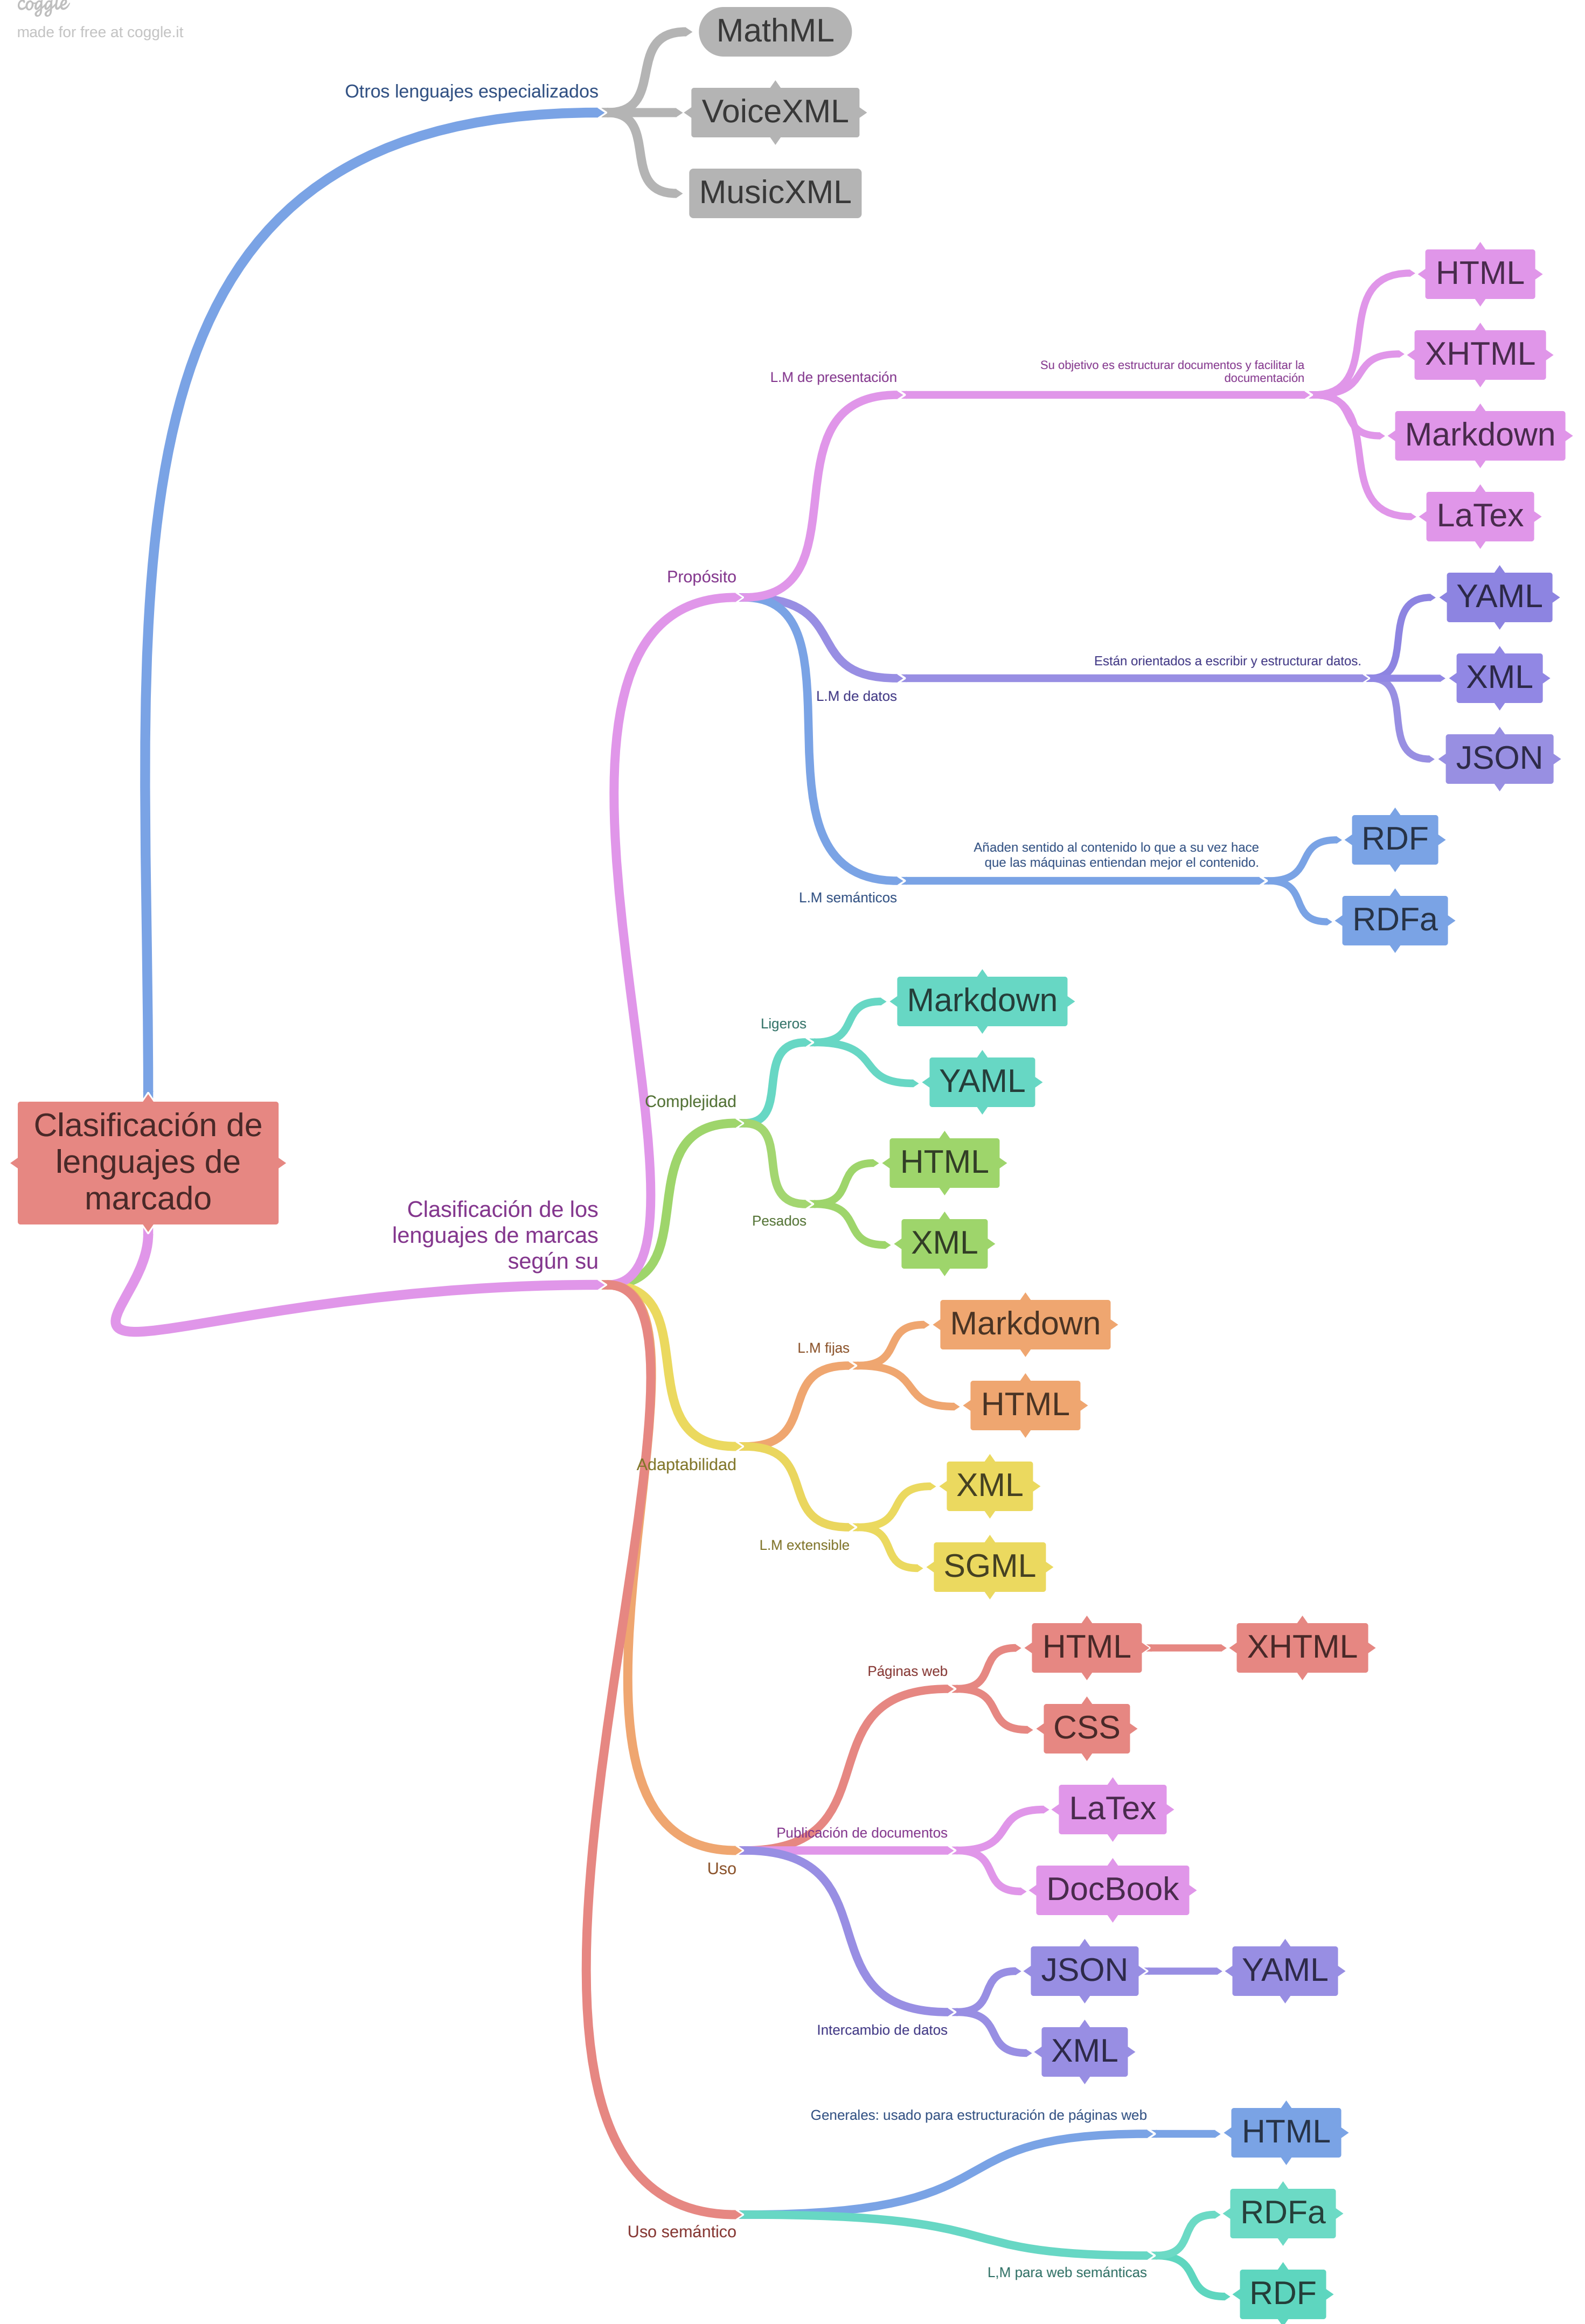 coggle
made for free at coggle.it
Otros lenguajes especializados
MathML
VoiceXML
MusicXML
Clasificación de
lenguajes de
marcado
Clasificación de los
lenguajes de marcas
según su
Propósito
L.M de presentación
Su objetivo es estructurar documentos y facilitar la
documentación
HTML
XHTML
Markdown
LaTex
L.M de datos
Están orientados a escribir y estructurar datos.
YAML
XML
JSON
L.M semánticos
Añaden sentido al contenido lo que a su vez hace
que las máquinas entiendan mejor el contenido.
RDF
RDFa
Complejidad
Ligeros
Markdown
YAML
Pesados
HTML
XML
Adaptabilidad
L.M fijas
Markdown
HTML
L.M extensible
XML
SGML
Uso
Páginas web
HTML
XHTML
CSS
Publicación de documentos
LaTex
DocBook
Intercambio de datos
JSON
YAML
XML
Uso semántico
Generales: usado para estructuración de páginas web
HTML
L,M para web semánticas
RDFa
RDF